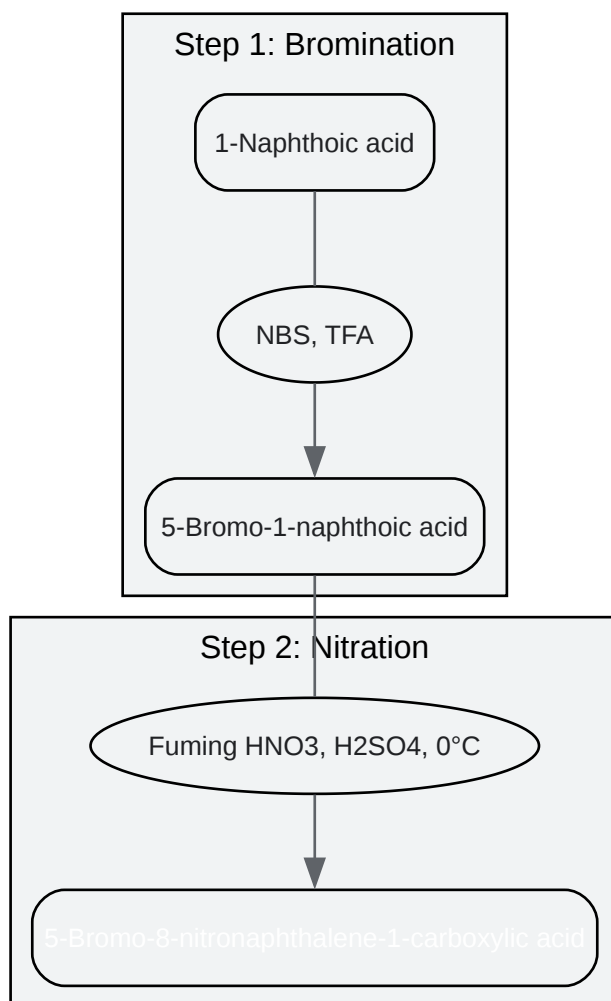 Step 1: Bromination
1-Naphthoic acid
NBS, TFA
5-Bromo-1-naphthoic acid
Step 2: Nitration
Fuming HNO3, H2SO4, 0°C
5-Bromo-8-nitronaphthalene-1-carboxylic acid